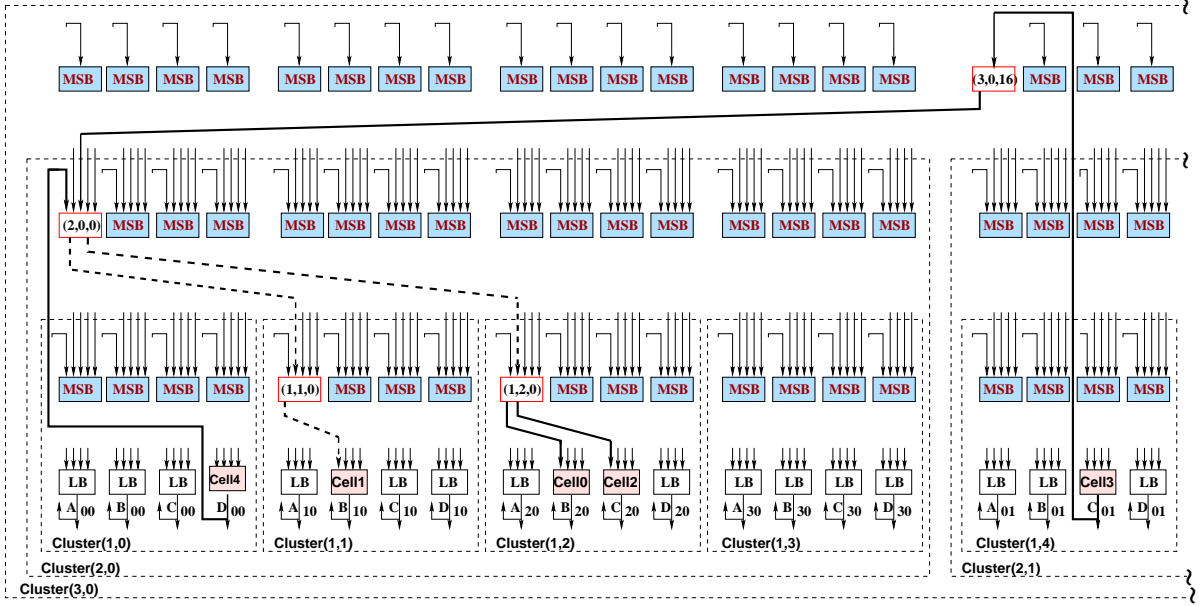 MSB MSB MSB MSB MSB MSB MSB MSB MSB MSB MSB MSB MSB MSB MSB MSB (3,0,16) MSB MSB MSB
(2,0,0) MSB MSB MSB MSB MSB MSB MSB MSB MSB MSB MSB MSB MSB MSB MSB MSB MSB MSB MSB
MSB MSB MSB MSB (1,1,0) MSB MSB MSB (1,2,0) MSB MSB MSB MSB MSB MSB MSB MSB MSB MSB MSB
LB LB LB Cell4 LB Cell1 LB LB LB Cell0 Cell2 LB LB LB LB LB LB LB Cell3 LB
A 00 B 00 C 00 D 00 A 10 B 10 C 10 D 10 A 20 B 20 C 20 D 20 A 30 B 30 C 30 D 30 A 01 B 01 C 01 D 01
Cluster(1,0) Cluster(1,1) Cluster(1,2) Cluster(1,3) Cluster(1,4)
Cluster(2,0) Cluster(2,1)
Cluster(3,0)